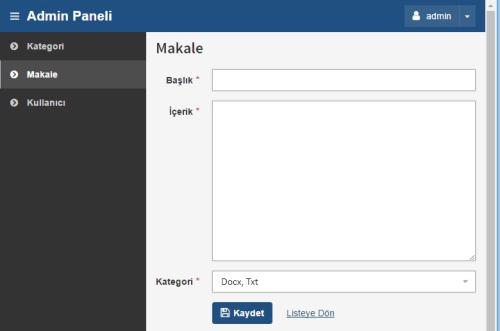 Admin Paneli
admin
Kategori
Makale
Kullanıcı
Makale
Başlık *
İçerik *
Kategori *
Docx, Txt
Kaydet
Listeye Dön